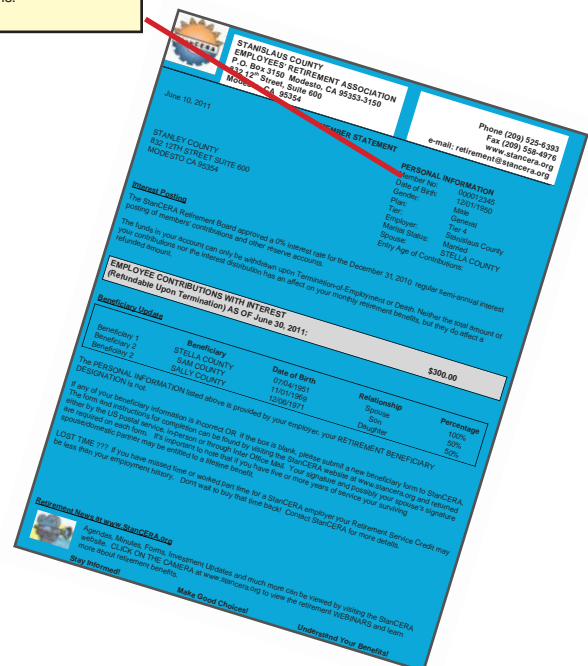 ns.
StanCERA
STANISLAUS COUNTY
EMPLOYEES' RETIREMENT ASSOCIATION
P.O. Box 3150 Modesto, CA 95353-3150
832 12th Street, Suite 600
Modesto, CA 95354
Phone (209) 525-6393
Fax (209) 558-4976
www.stancera.org
e-mail: retirement@stancera.org
June 10, 2011
MEMBER STATEMENT
STANLEY COUNTY
832 12TH STREET SUITE 600
MODESTO CA 95354
PERSONAL INFORMATION
Member No: 000012345
Date of Birth: 12/01/1950
Gender: Male
Plan: General
Tier: Tier 4
Employer: Stanislaus County
Marital Status: Married
Spouse: STELLA COUNTY
Entry Age of Contributions:
Interest Posting
The StanCERA Retirement Board approved a 0% interest rate for the December 31, 2010 regular semi-annual interest
posting of members' contributions and other reserve accounts.
The funds in your account can only be withdrawn upon Termination-of-Employment or Death. Neither the total amount of
your contributions nor the interest distribution has an affect on your monthly retirement benefits, but they do affect a
refunded amount.
EMPLOYEE CONTRIBUTIONS WITH INTEREST
(Refundable Upon Termination) AS OF June 30, 2011: $300.00
Beneficiary Update
Beneficiary Date of Birth Relationship Percentage
Beneficiary 1 STELLA COUNTY 07/04/1951 Spouse 100%
Beneficiary 2 SAM COUNTY 11/01/1969 Son 50%
Beneficiary 2 SALLY COUNTY 12/06/1971 Daughter 50%
The PERSONAL INFORMATION listed above is provided by your employer, your RETIREMENT BENEFICIARY
DESIGNATION is not.
If any of your beneficiary information is incorrect OR if the box is blank, please submit a new beneficiary form to StanCERA.
The form and instructions for completion can be found by visiting the StanCERA website at www.stancera.org and returned
either by the US postal service, in-person or through Inter Office Mail. Your signature and possibly your spouse's signature
are required on each form. It's important to note that if you have five or more years of service your surviving
spouse/domestic partner may be entitled to a lifetime benefit.
LOST TIME ??? If you have missed time or worked part time for a StanCERA employer your Retirement Service Credit may
be less than your employment history. Don't wait to buy that time back! Contact StanCERA for more details.
Retirement News at www.StanCERA.org
Agendas, Minutes, Forms, Investment Updates and much more can be viewed by visiting the StanCERA
website. CLICK ON THE CAMERA at www.stancera.org to view the retirement WEBINARS and learn
more about retirement benefits.
Stay Informed! Make Good Choices! Understand Your Benefits!